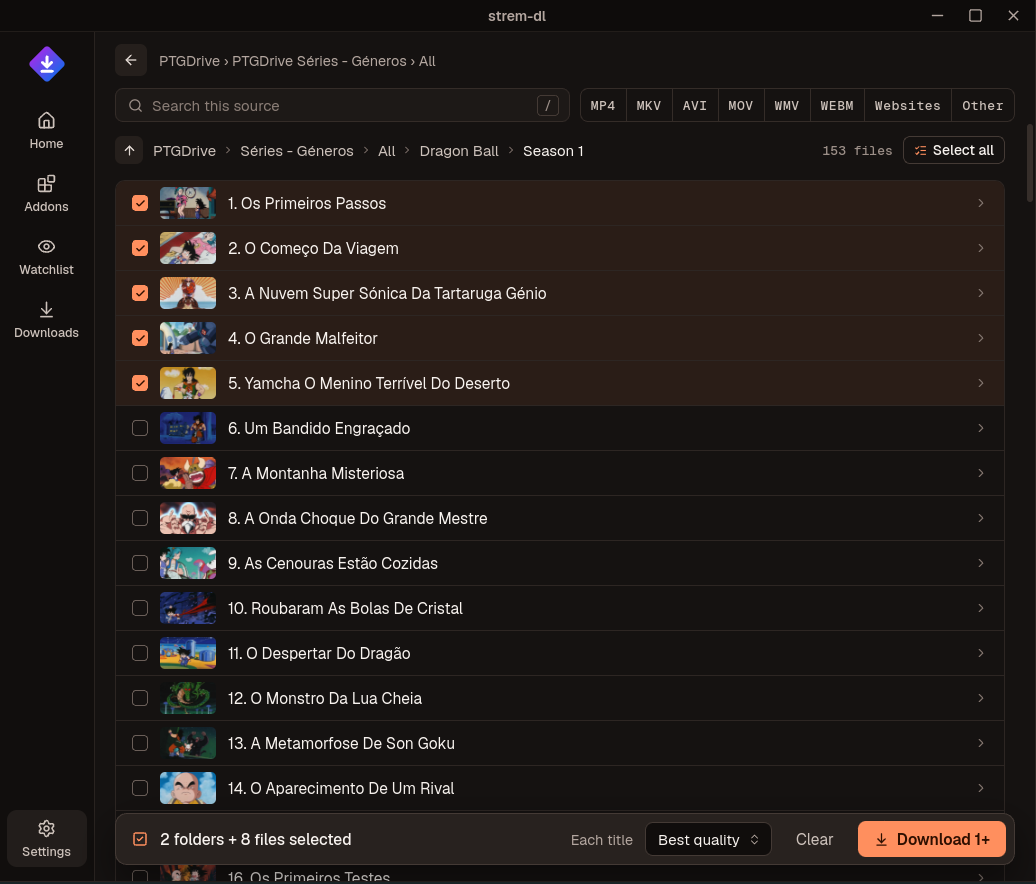 strem-dl
PTGDrive › PTGDrive Séries - Géneros › All
Home
Search this source /
MP4 MKV AVI MOV WMV WEBM Websites Other
PTGDrive › Séries - Géneros › All › Dragon Ball › Season 1
153 files Select all
Addons
Watchlist
Downloads
1. Os Primeiros Passos
2. O Começo Da Viagem
3. A Nuvem Super Sónica Da Tartaruga Génio
4. O Grande Malfeitor
5. Yamcha O Menino Terrível Do Deserto
6. Um Bandido Engraçado
7. A Montanha Misteriosa
8. A Onda Choque Do Grande Mestre
9. As Cenouras Estão Cozidas
10. Roubaram As Bolas De Cristal
11. O Despertar Do Dragão
12. O Monstro Da Lua Cheia
13. A Metamorfose De Son Goku
14. O Aparecimento De Um Rival
2 folders + 8 files selected Each title Best quality Clear Download 1+
Settings
16. Os Primeiros Testes